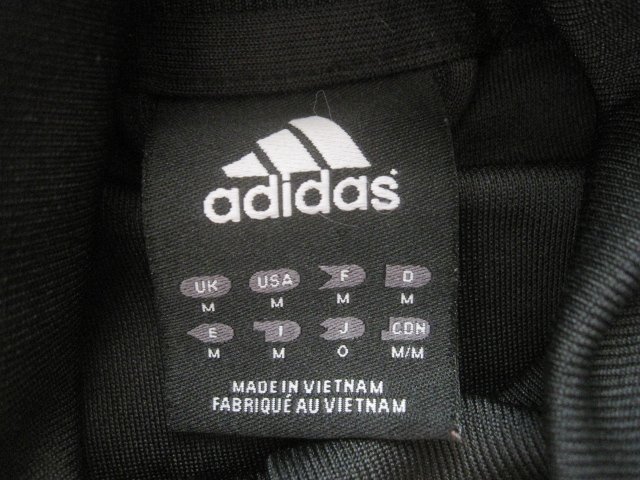 adidas
UK USA F D
M M M M
E I J CDN
M M O M/M
MADE IN VIETNAM
FABRIQUÉ AU VIETNAM